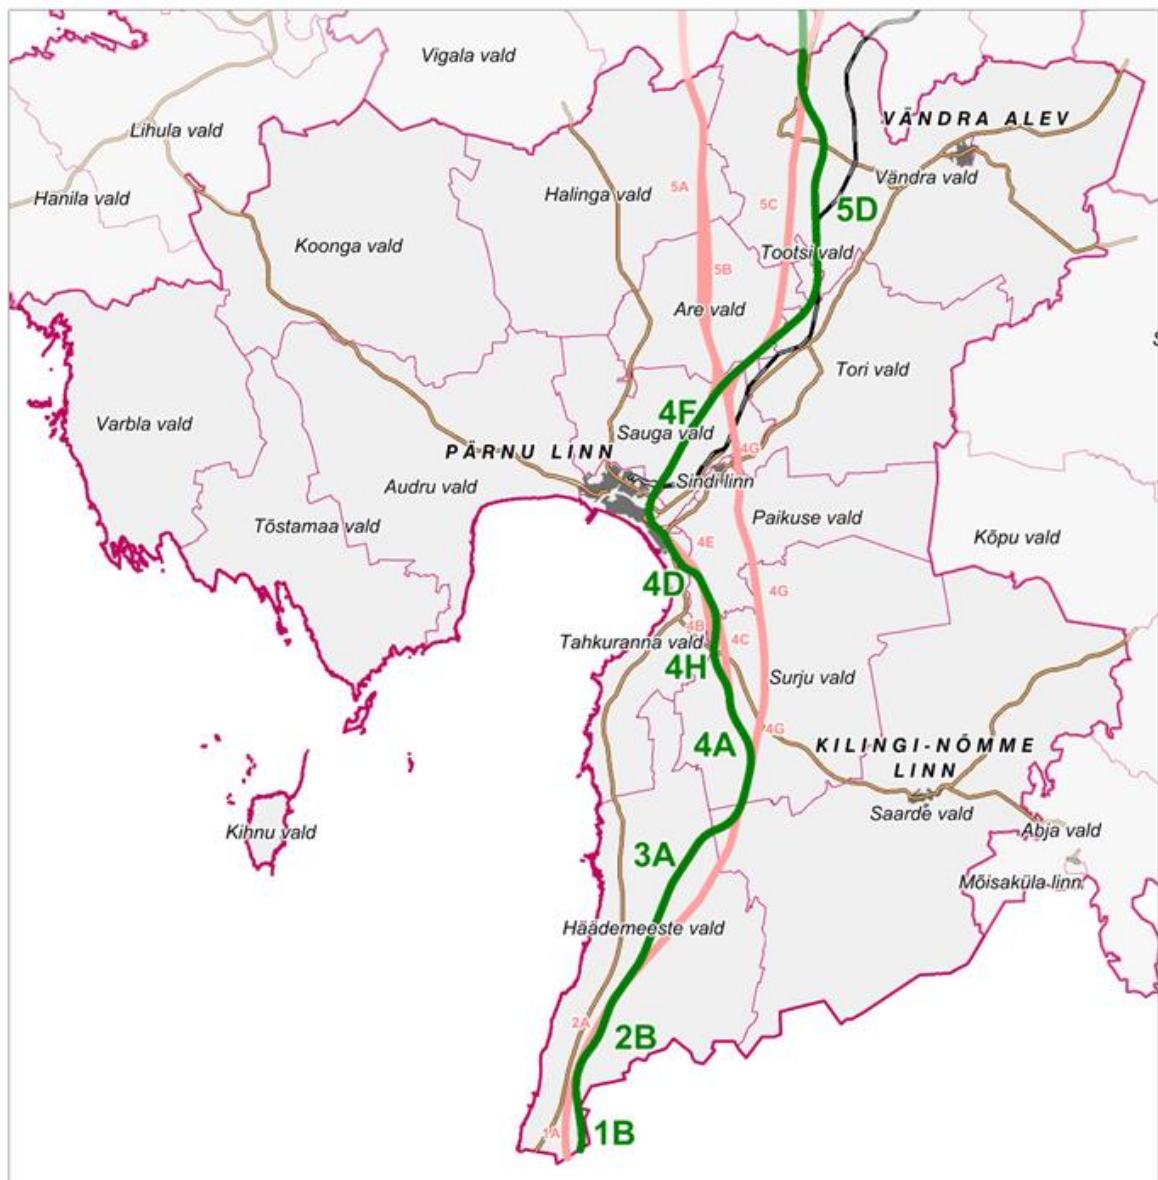 Vigala vald
VÄNDRA ALEV
Lihula vald
Vändra vald
5A
Halinga vald
Hanila vald
5C
5D
Koonga vald
Tootsi vald
5B
Are vald
S
Tori vald
4F
Varbla vald
Sauga vald
PÄRNU LINN
4G
Sindi linn
Audru vald
Paikuse vald
Tõstamaa vald
Kõpu vald
4E
4D
4G
4B
4C
Tahkuranna vald
4H
Surju vald
4G
4A
KILINGI-NÕMME
LINN
Saarde vald
Kihnu vald
Abja vald
3A
Mõisaküla linn
Häädemeeste vald
2A
2B
1A
1B